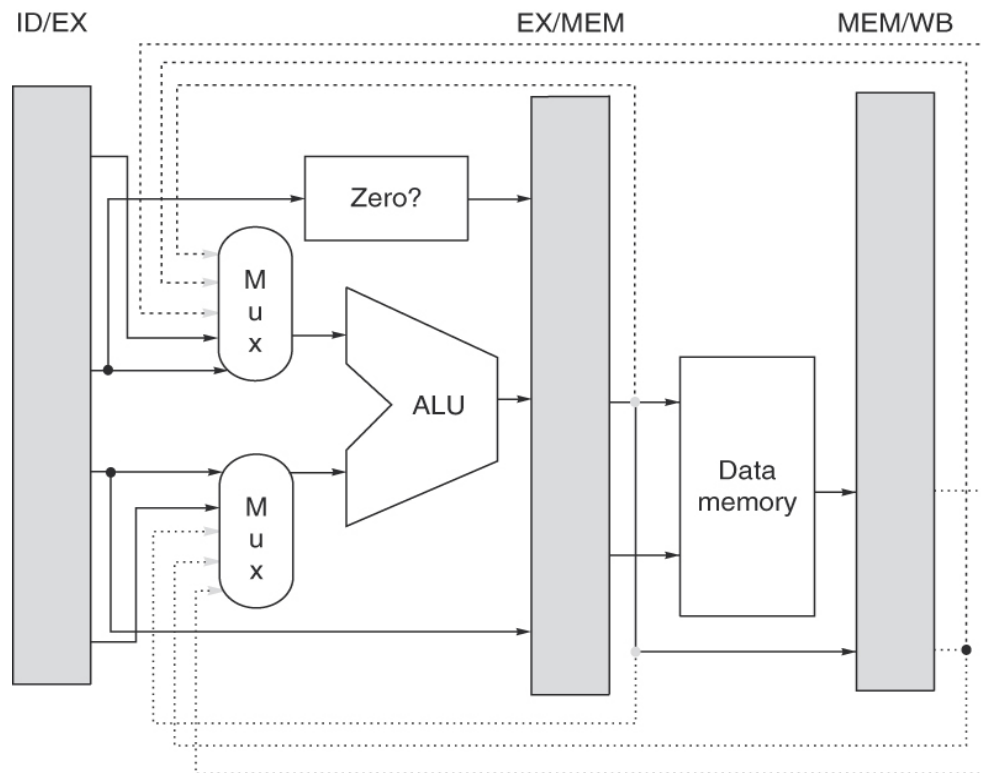 ID/EX
EX/MEM
MEM/WB
Zero?
M
u
x
ALU
M
u
x
Data
memory